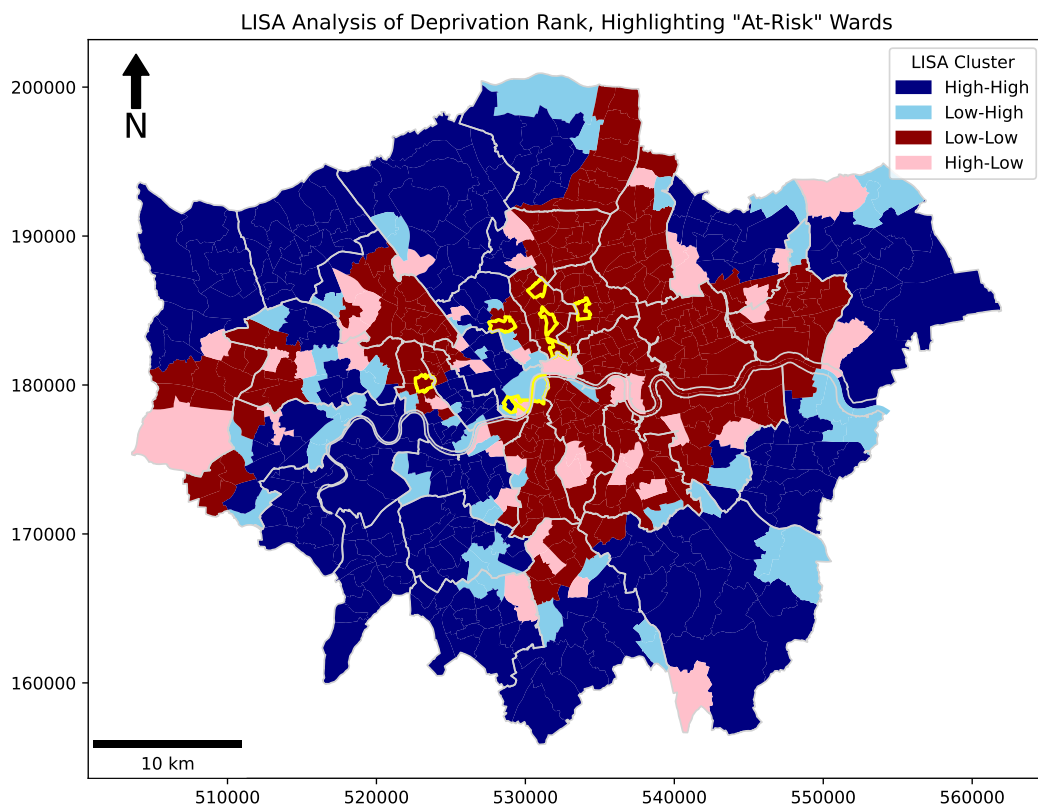 LISA Analysis of Deprivation Rank, Highlighting "At-Risk" Wards
200000
190000
180000
170000
160000
N
LISA Cluster
High-High
Low-High
Low-Low
High-Low
10 km
510000
520000
530000
540000
550000
560000